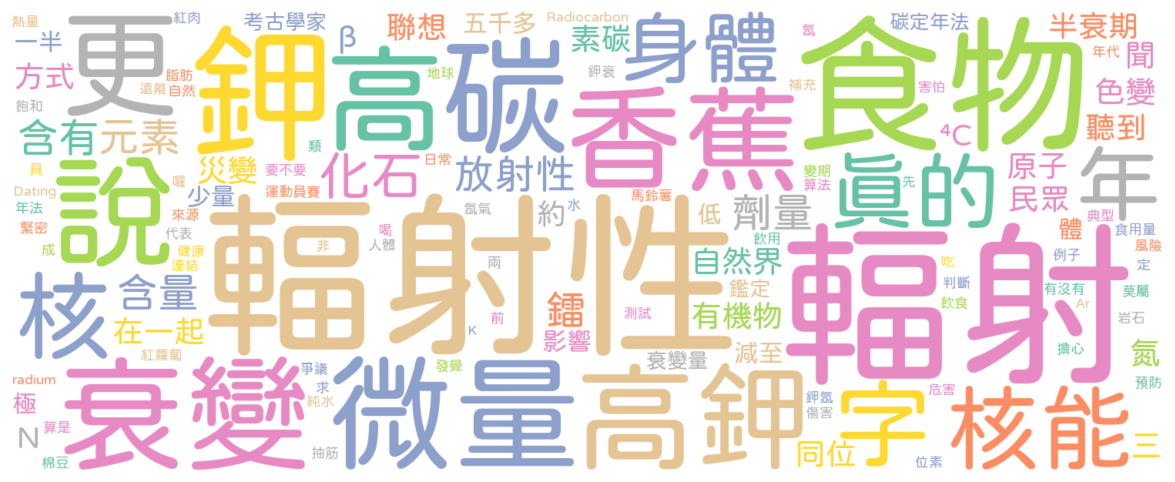 熱量 紅肉 考古學家 β 聯想 五千多 Radiocarbon 素碳 身體 氡 碳定年法 半衰期
一半 更 鉀 高 碳 食物 年代 聞
方式 脂肪 自然 遠離 地球 鉀衰 香蕉 補充 害怕 色變
飽和 含有 元素 類 ⁴C 聽到
說 災變 要不要 化石 日常 放射性 變期 算法 先 真的 原子 民眾 年
具 囉 少量 運動員賽 馬鈴薯 典型
Dating 年法 緊密 來源 代表 氬氣 約 水 低 劑量 體 食用量 風險
成 健康 連結 輻射性 非 喝 人體 兩 飲用 自然界 輻射 吃 例子 定
核 含量 鐳 測試 鑑定 判斷 有沒有 莫屬
在一起 K 前 影響 有機物 飲食 Ar 岩石
紅蘿蔔 發覺 衰變量 減至 擔心 氮
radium 衰變 爭議 求 純水 微量 高鉀 鉀氬 傷害 字 危害 核能 預防
極 算是 N 棉豆 抽筋 同位 位素 三